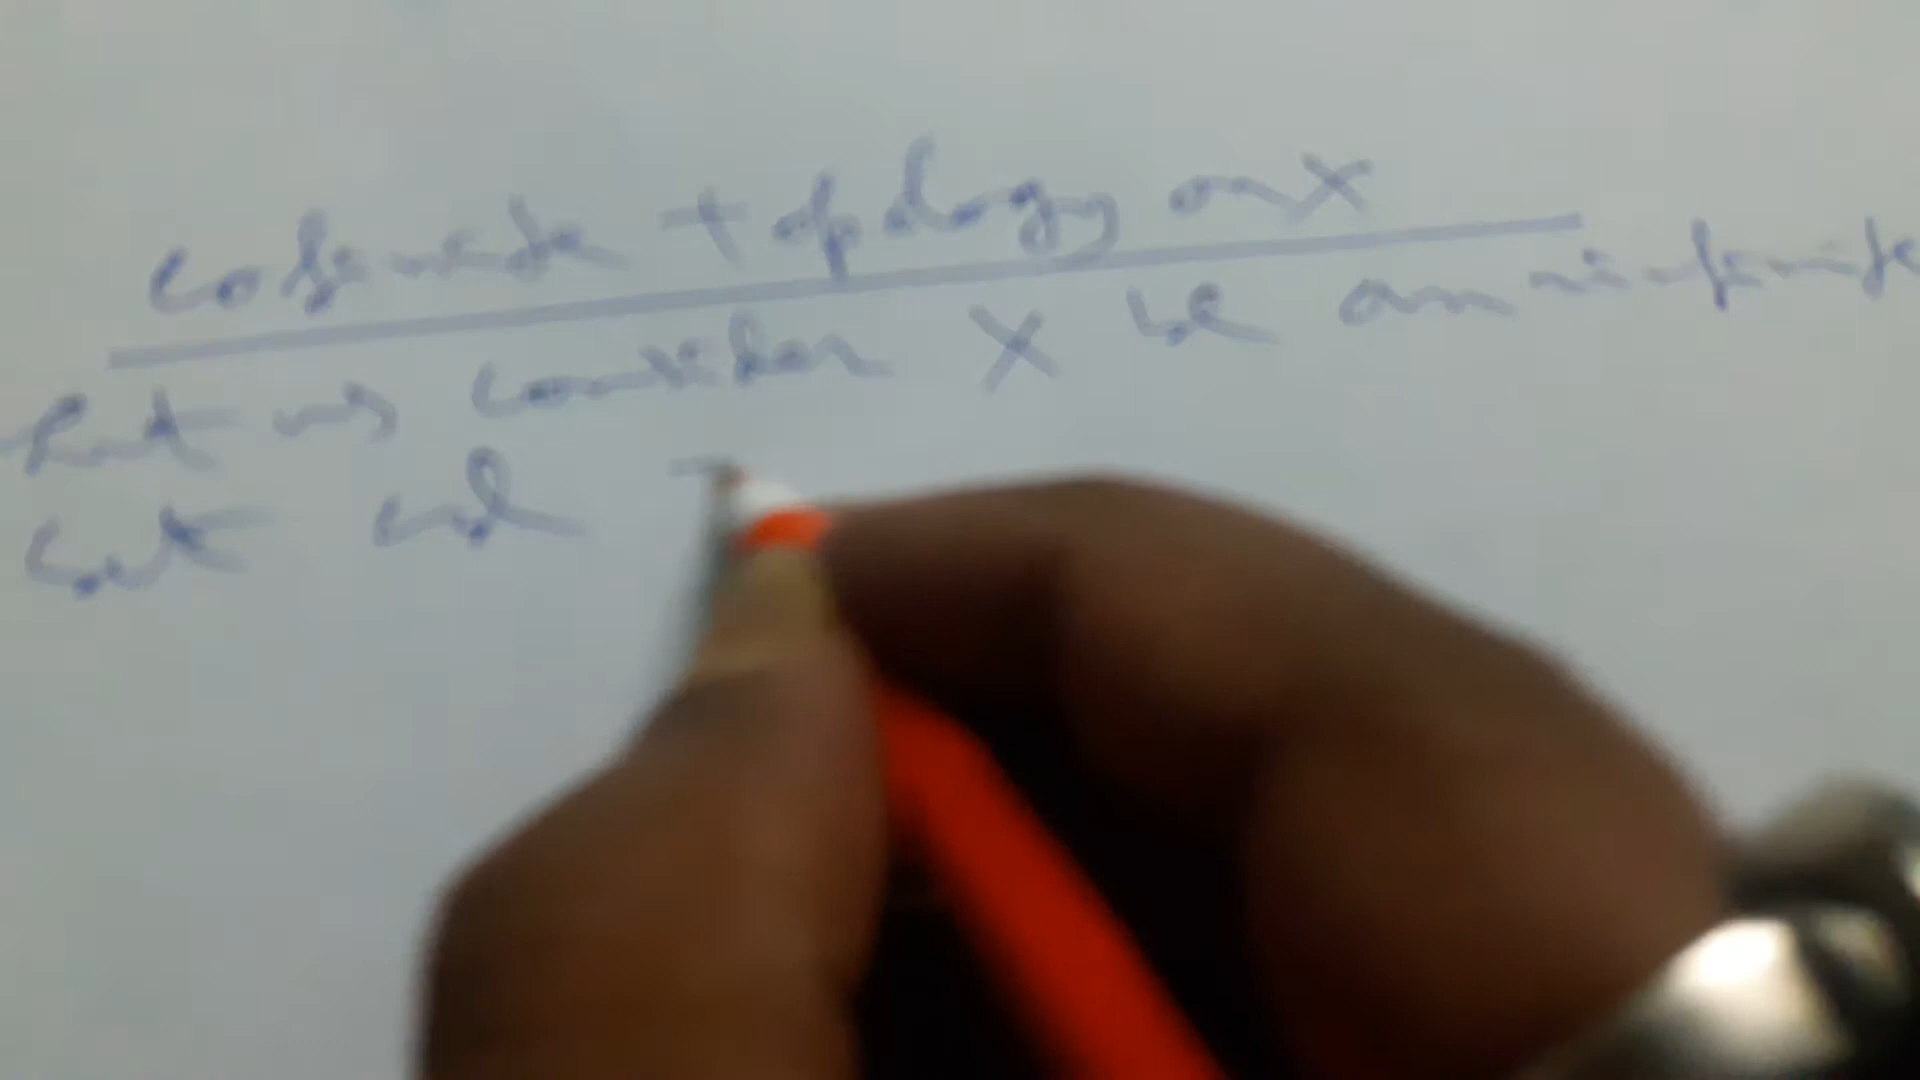 cofinite topology on X
Let us consider X be an infinite
set and